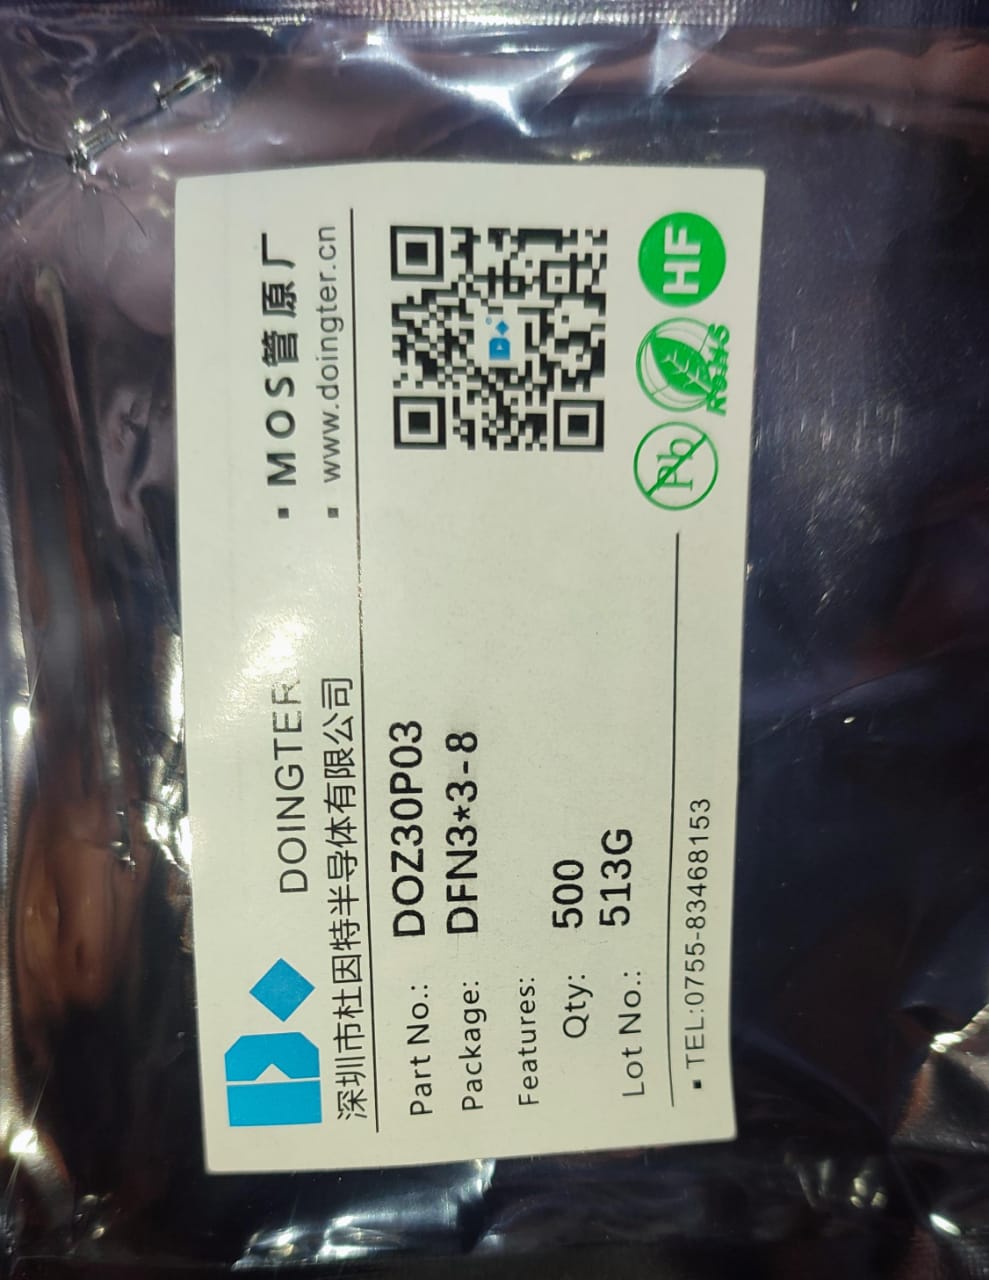 DOINGTER
深圳市杜因特半导体有限公司
▪ MOS管原厂
▪ www.doingter.cn
Part No.: DOZ30P03
Package: DFN3*3-8
Features:
Qty: 500
Lot No.: 513G
Pb
RoHS
HF
▪ TEL:0755-83468153